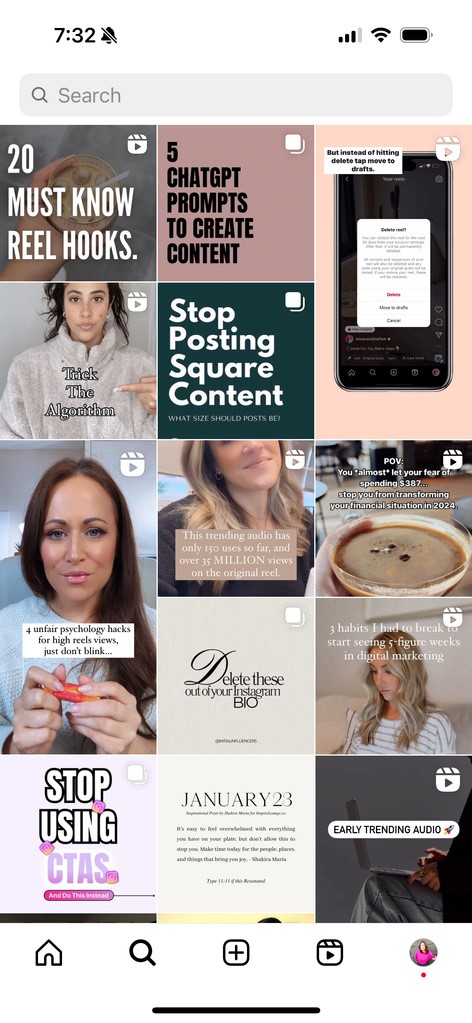 7:32
Search
20
MUST KNOW
REEL HOOKS.
5
CHATGPT
PROMPTS
TO CREATE
CONTENT
But instead of hitting
delete tap move to
drafts.
Your reels
Delete reel?
Delete
Move to drafts
Cancel
Trick
The
Algorithm
Stop
Posting
Square
Content
WHAT SIZE SHOULD POSTS BE?
4 unfair psychology hacks
for high reels views,
just don't blink...
This trending audio has
only 150 uses so far, and
over 35 MILLION views
on the original reel.
POV:
You *almost* let your fear of
spending $387...
stop you from transforming
your financial situation in 2024.
Delete these
out of your Instagram
BIO
@INITIALINFLUENCERS
3 habits I had to break to
start seeing 5-figure weeks
in digital marketing
STOP
USING
CTAS
And Do This Instead
JANUARY 23
Inspirational Posts by Shakira Maria for InspireLounge.co
It's easy to feel overwhelmed with everything
you have on your plate, but don't allow this to
stop you. Make time today for the people, places,
and things that bring you joy. - Shakira Maria
Type 11:11 if this Resonated
EARLY TRENDING AUDIO 🚀